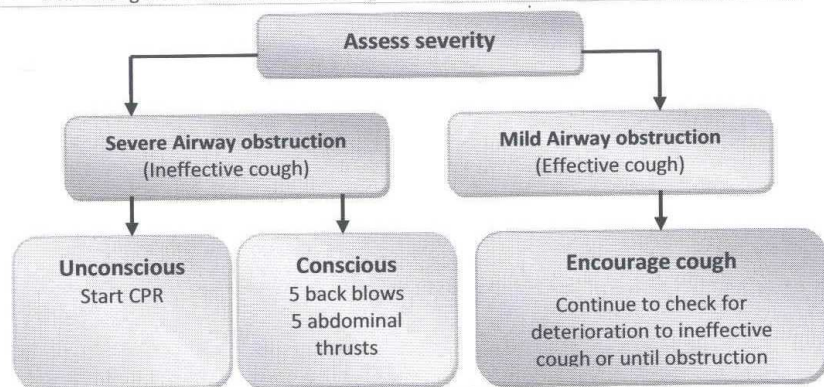 Assess severity
Severe Airway obstruction
(Ineffective cough)
Mild Airway obstruction
(Effective cough)
Unconscious
Start CPR
Conscious
5 back blows
5 abdominal
thrusts
Encourage cough
Continue to check for
deterioration to ineffective
cough or until obstruction